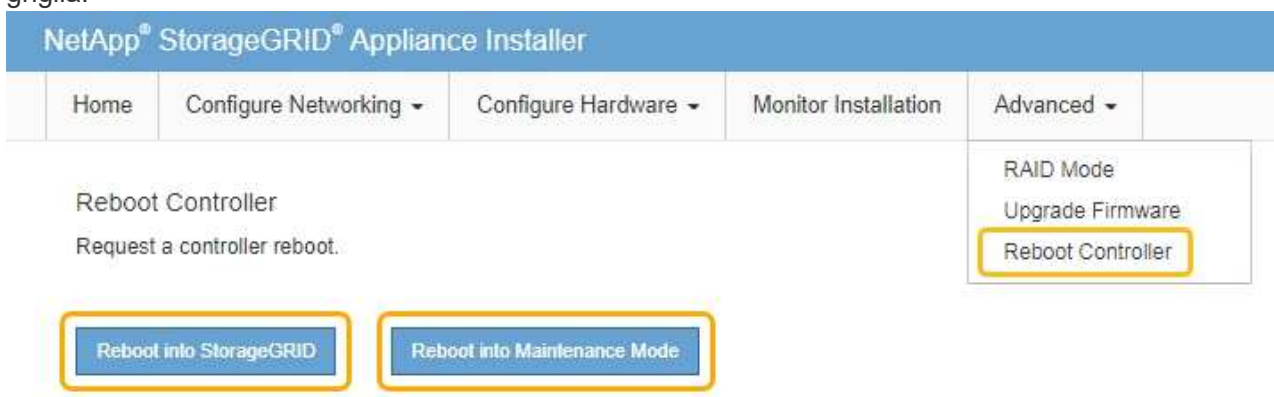 griglia.
NetApp® StorageGRID® Appliance Installer
Home Configure Networking Configure Hardware Monitor Installation Advanced
RAID Mode
Upgrade Firmware
Reboot Controller
Reboot Controller
Request a controller reboot.
Reboot into StorageGRID Reboot into Maintenance Mode